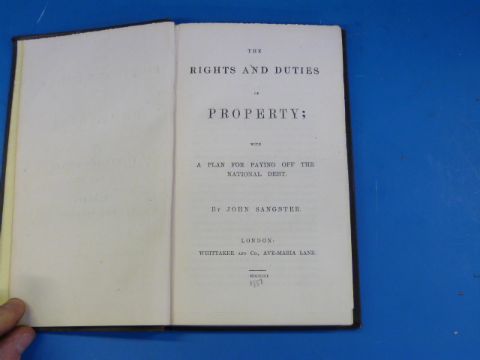 THE
RIGHTS AND DUTIES
OF
PROPERTY;
WITH
A PLAN FOR PAYING OFF THE
NATIONAL DEBT.
BY JOHN SANGSTER.
LONDON:
WHITTAKER AND CO., AVE-MARIA LANE.